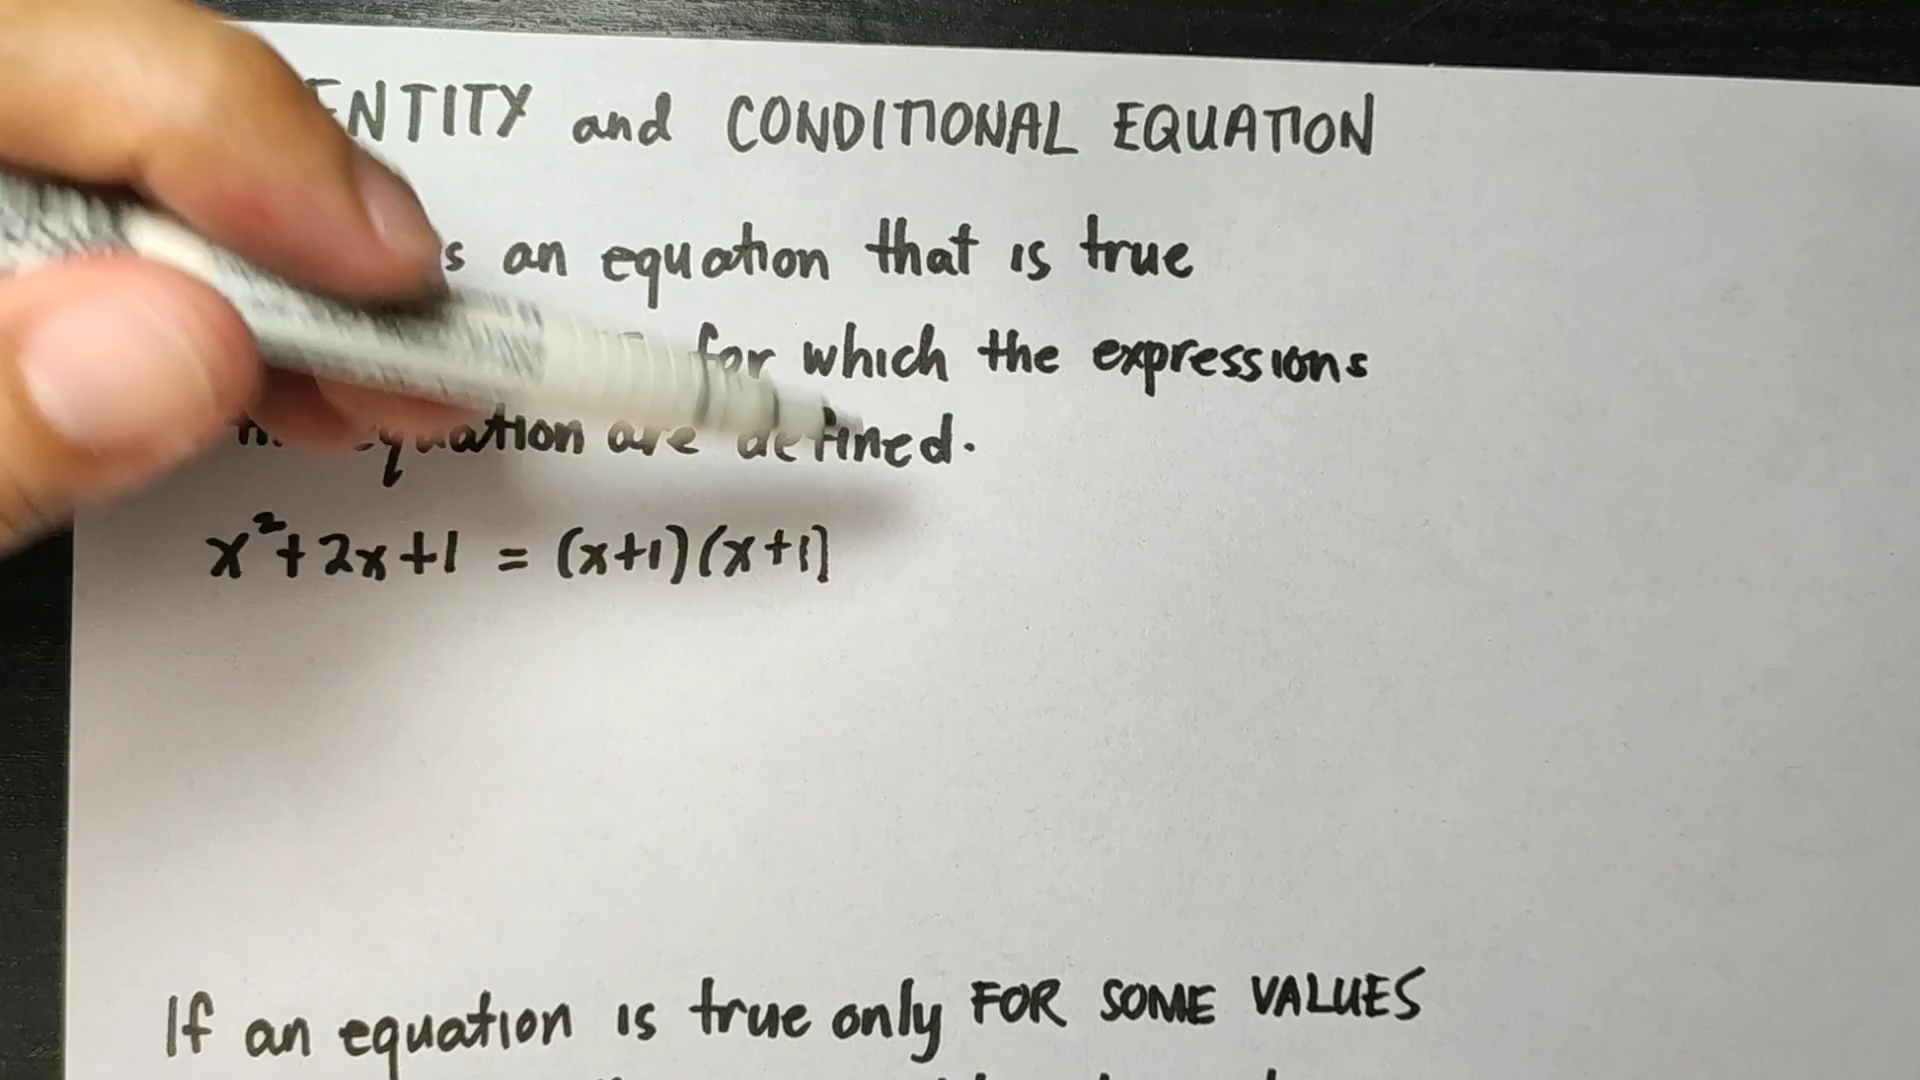 ENTITY and CONDITIONAL EQUATION
s an equation that is true
for which the expressions
equation are defined.
x²+2x+1 = (x+1)(x+1)
If an equation is true only FOR SOME VALUES